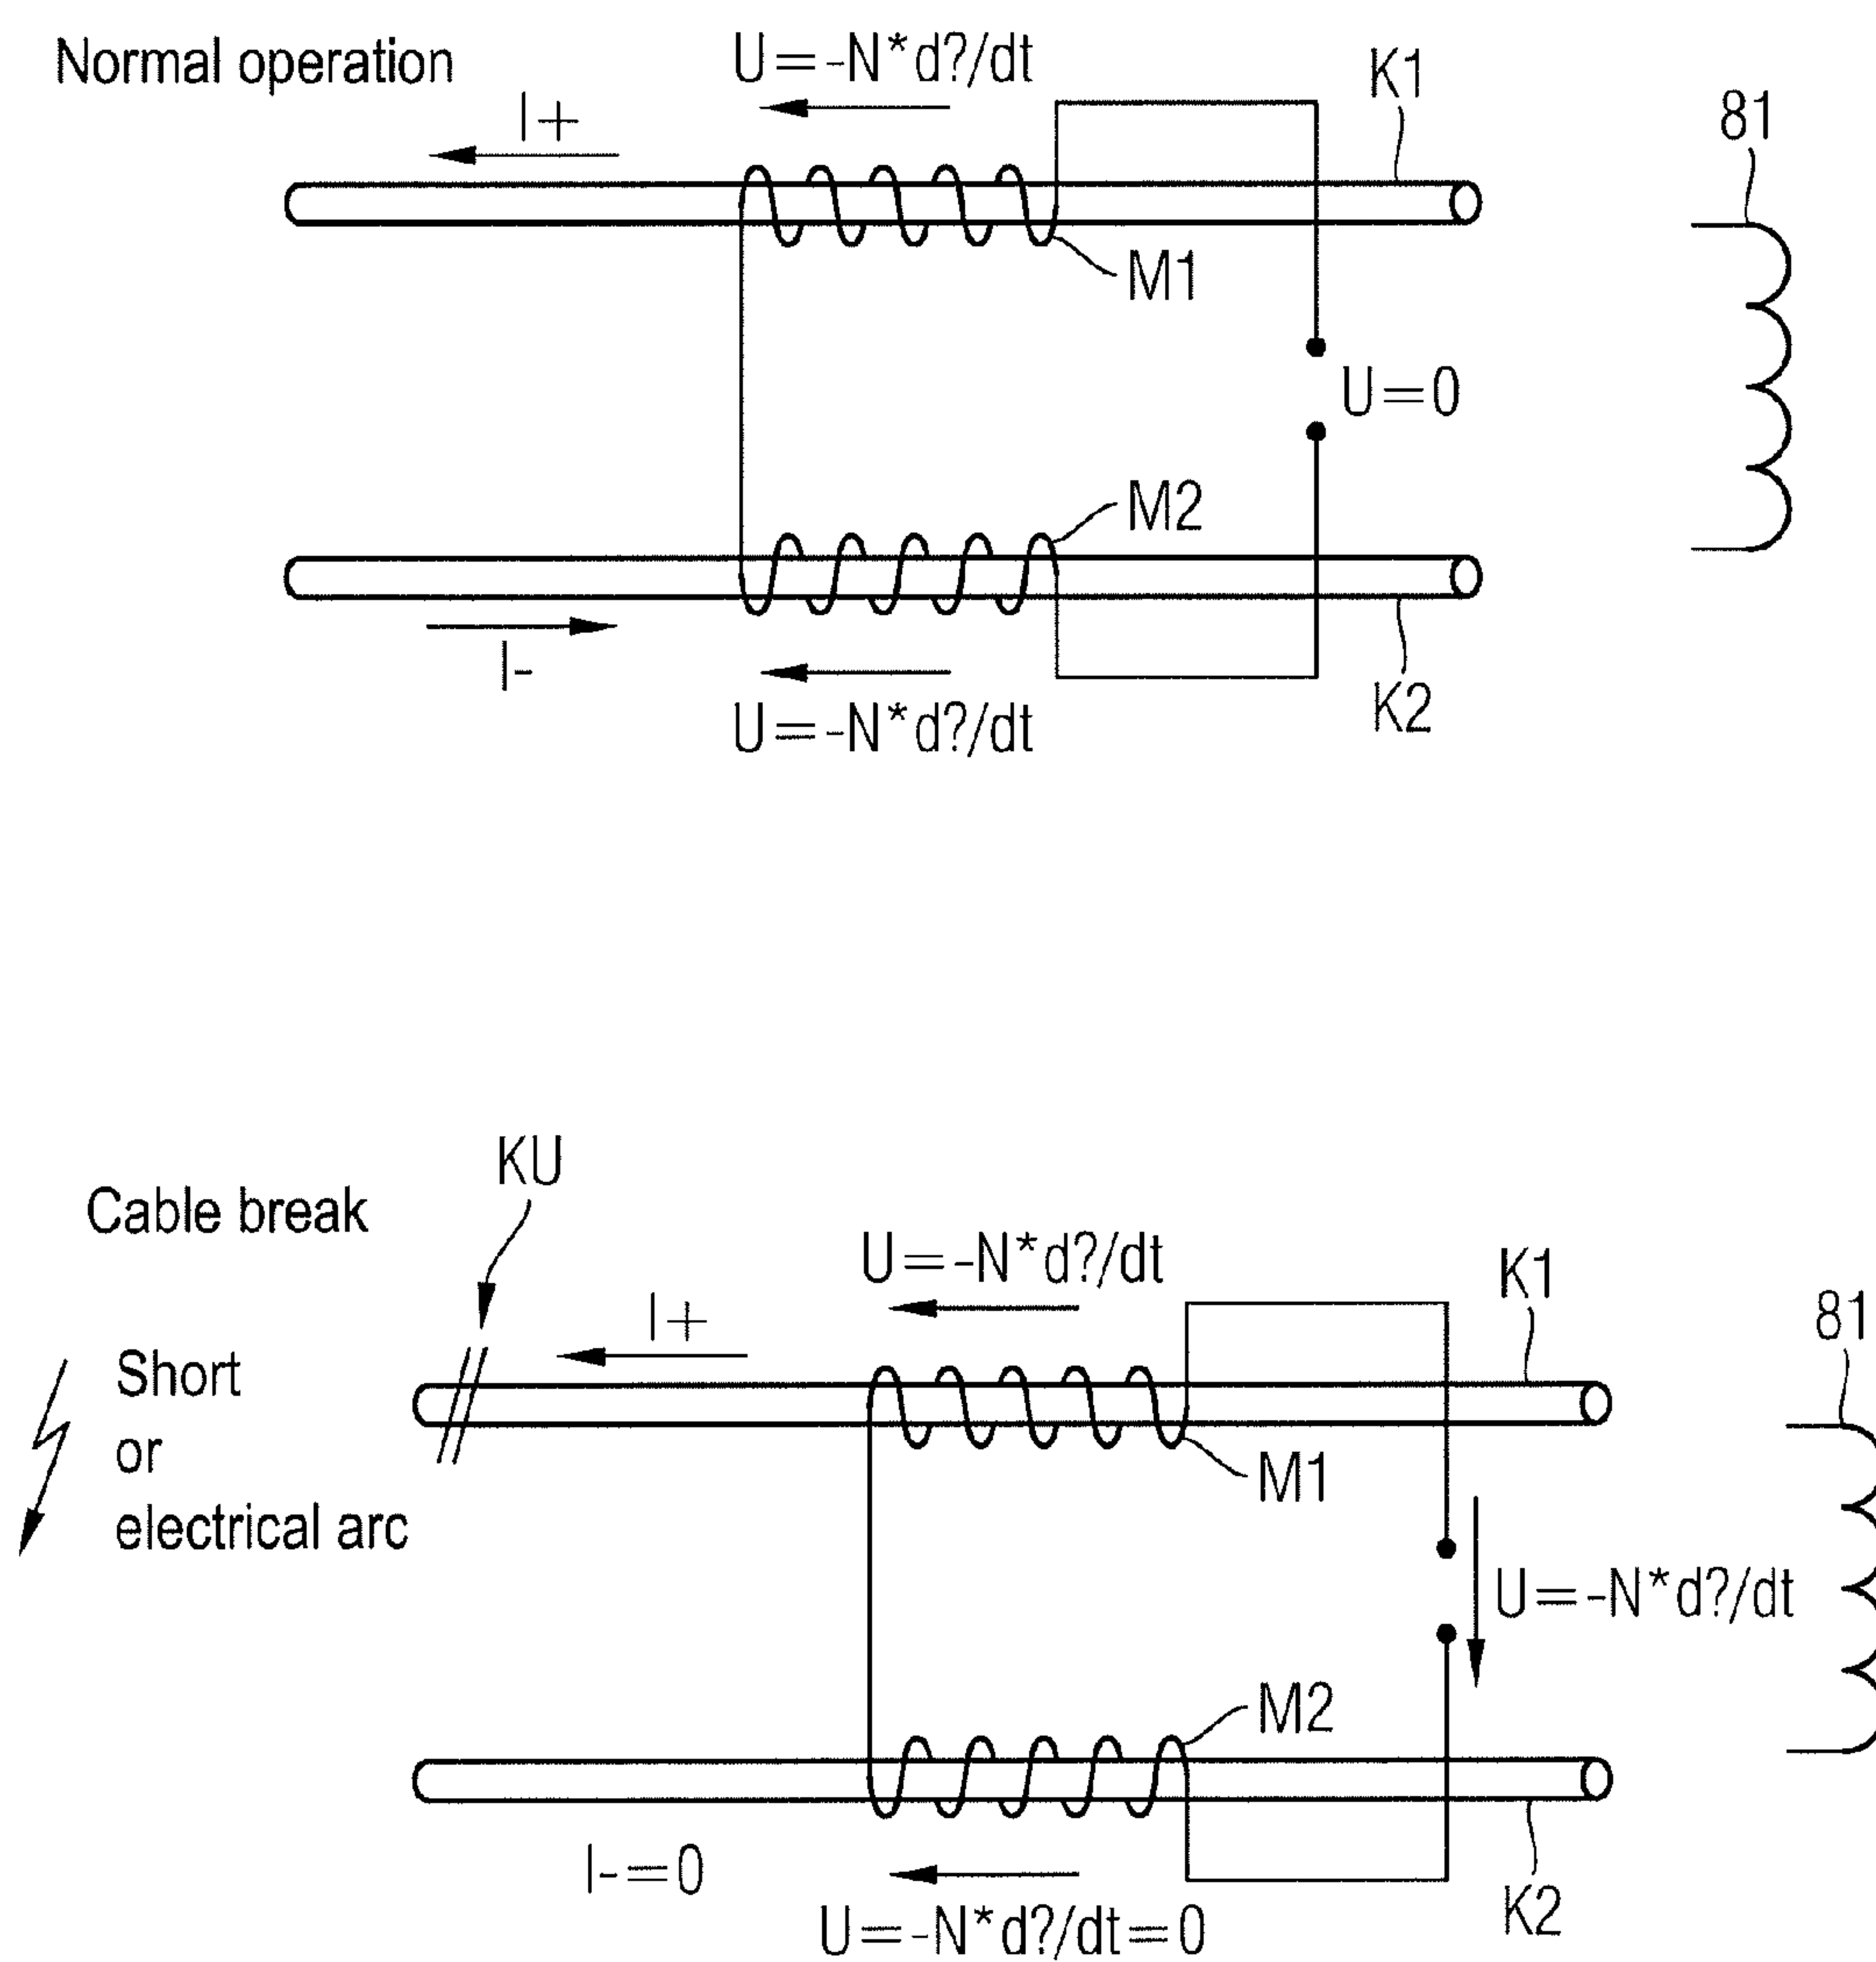 Normal operation
U=-N*d?/dt
K1
81
I+
M1
U=0
M2
I-
K2
U=-N*d?/dt
KU
Cable break
U=-N*d?/dt
K1
81
I+
Short
or
electrical arc
M1
U=-N*d?/dt
M2
I-=0
K2
U=-N*d?/dt=0